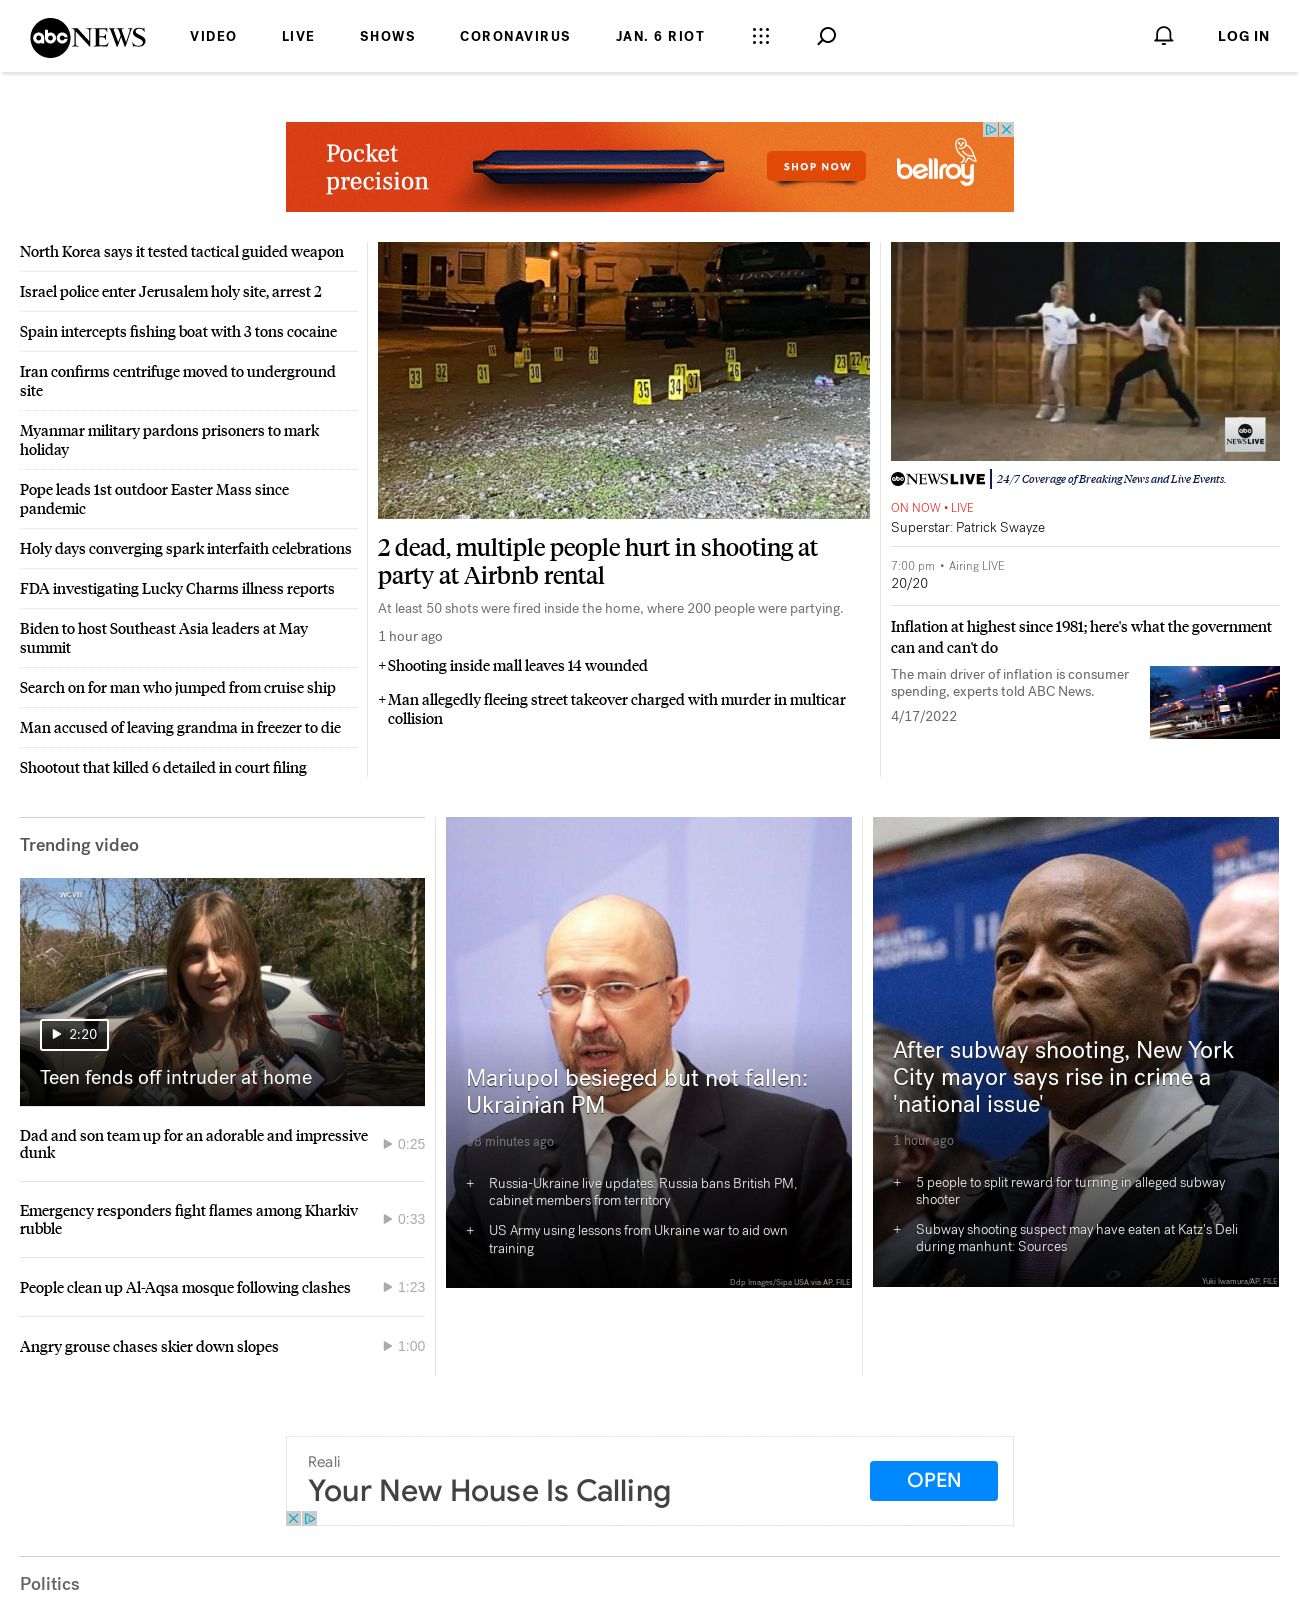 abc NEWS
VIDEO
LIVE
SHOWS
CORONAVIRUS
JAN. 6 RIOT
LOG IN
Pocket
precision
SHOP NOW
bellroy
North Korea says it tested tactical guided weapon
Israel police enter Jerusalem holy site, arrest 2
Spain intercepts fishing boat with 3 tons cocaine
Iran confirms centrifuge moved to underground
site
Myanmar military pardons prisoners to mark
holiday
Pope leads 1st outdoor Easter Mass since
pandemic
Holy days converging spark interfaith celebrations
FDA investigating Lucky Charms illness reports
Biden to host Southeast Asia leaders at May
summit
Search on for man who jumped from cruise ship
Man accused of leaving grandma in freezer to die
Shootout that killed 6 detailed in court filing
33 32 31 30 35 34 37 36 21 23 22
2 dead, multiple people hurt in shooting at
party at Airbnb rental
At least 50 shots were fired inside the home, where 200 people were partying.
1 hour ago
+ Shooting inside mall leaves 14 wounded
+ Man allegedly fleeing street takeover charged with murder in multicar
collision
abc
NEWS LIVE
abc NEWS LIVE 24/7 Coverage of Breaking News and Live Events.
ON NOW • LIVE
Superstar: Patrick Swayze
7:00 pm • Airing LIVE
20/20
Inflation at highest since 1981; here's what the government
can and can't do
The main driver of inflation is consumer
spending, experts told ABC News.
4/17/2022
Trending video
WCVB
2:20
Teen fends off intruder at home
Dad and son team up for an adorable and impressive
dunk
0:25
Emergency responders fight flames among Kharkiv
rubble
0:33
People clean up Al-Aqsa mosque following clashes
1:23
Angry grouse chases skier down slopes
1:00
Mariupol besieged but not fallen:
Ukrainian PM
minutes ago
+ Russia-Ukraine live updates: Russia bans British PM,
cabinet members from territory
+ US Army using lessons from Ukraine war to aid own
training
Ddp Images/Sipa USA via AP, FILE
After subway shooting, New York
City mayor says rise in crime a
'national issue'
1 hour ago
+ 5 people to split reward for turning in alleged subway
shooter
+ Subway shooting suspect may have eaten at Katz's Deli
during manhunt: Sources
Yuki Iwamura/AP, FILE
Reali
Your New House Is Calling
OPEN
Politics